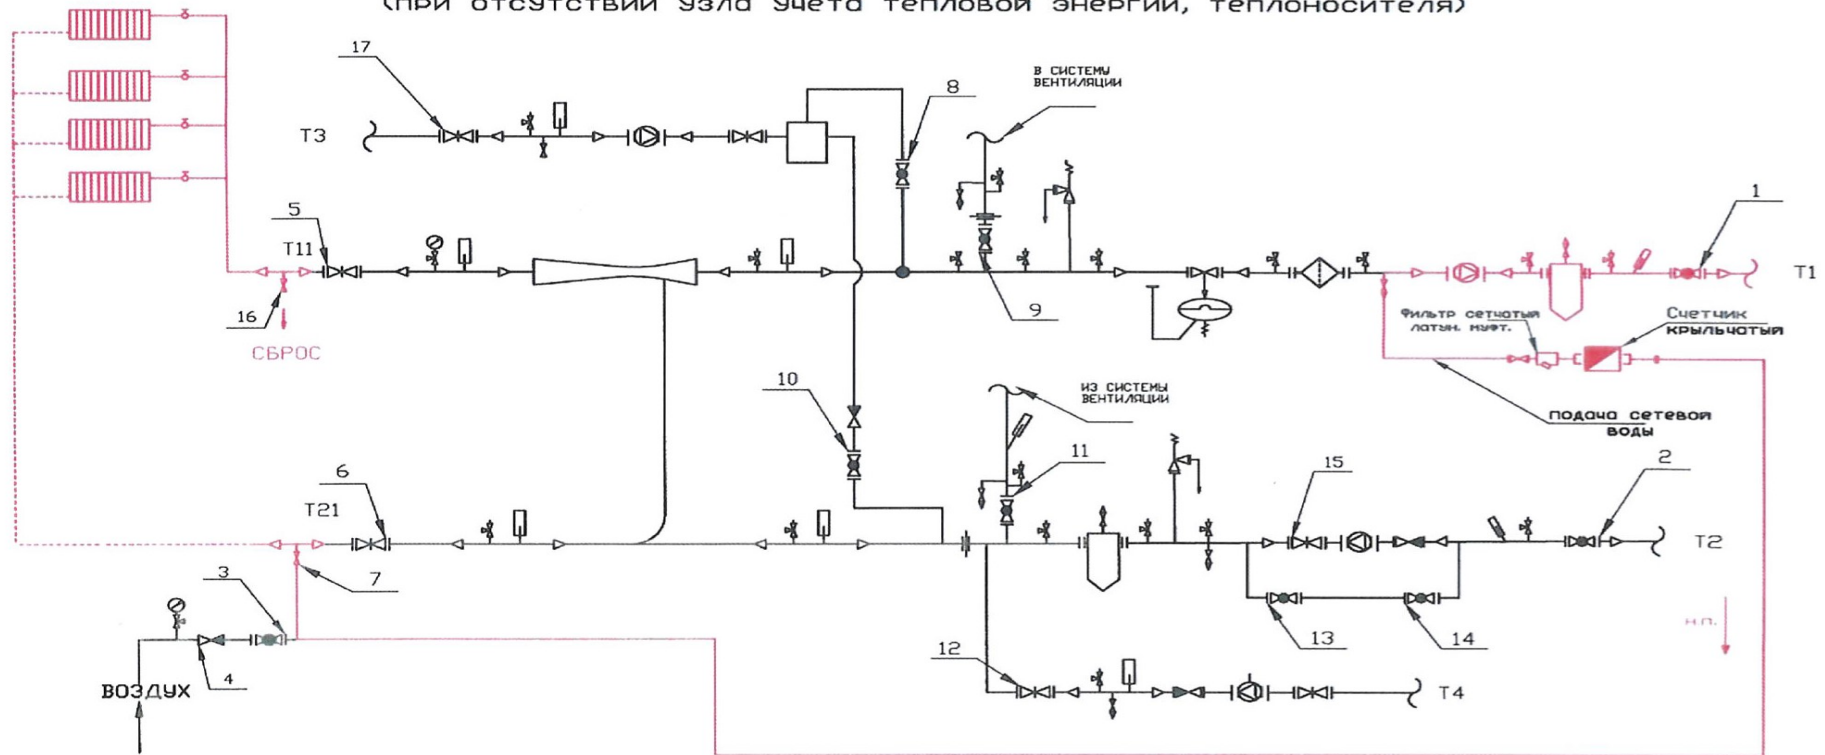 (ПРИ ОТСУТСТВИИ УЗЛА УЧЕТА ТЕПЛОВОЙ ЭНЕРГИИ, ТЕПЛОНОСИТЕЛЯ)
17
В СИСТЕМУ
ВЕНТИЛЯЦИИ
8
Т3
1
5
Т11
Т1
16
9
Фильтр сетчатый
латун. муфт.
Счетчик
крыльчатый
СБРОС
10
ИЗ СИСТЕМЫ
ВЕНТИЛЯЦИИ
подача сетевой
воды
11
15
2
6
Т21
Т2
3
7
н.п.
13
14
12
4
ВОЗДУХ
Т4